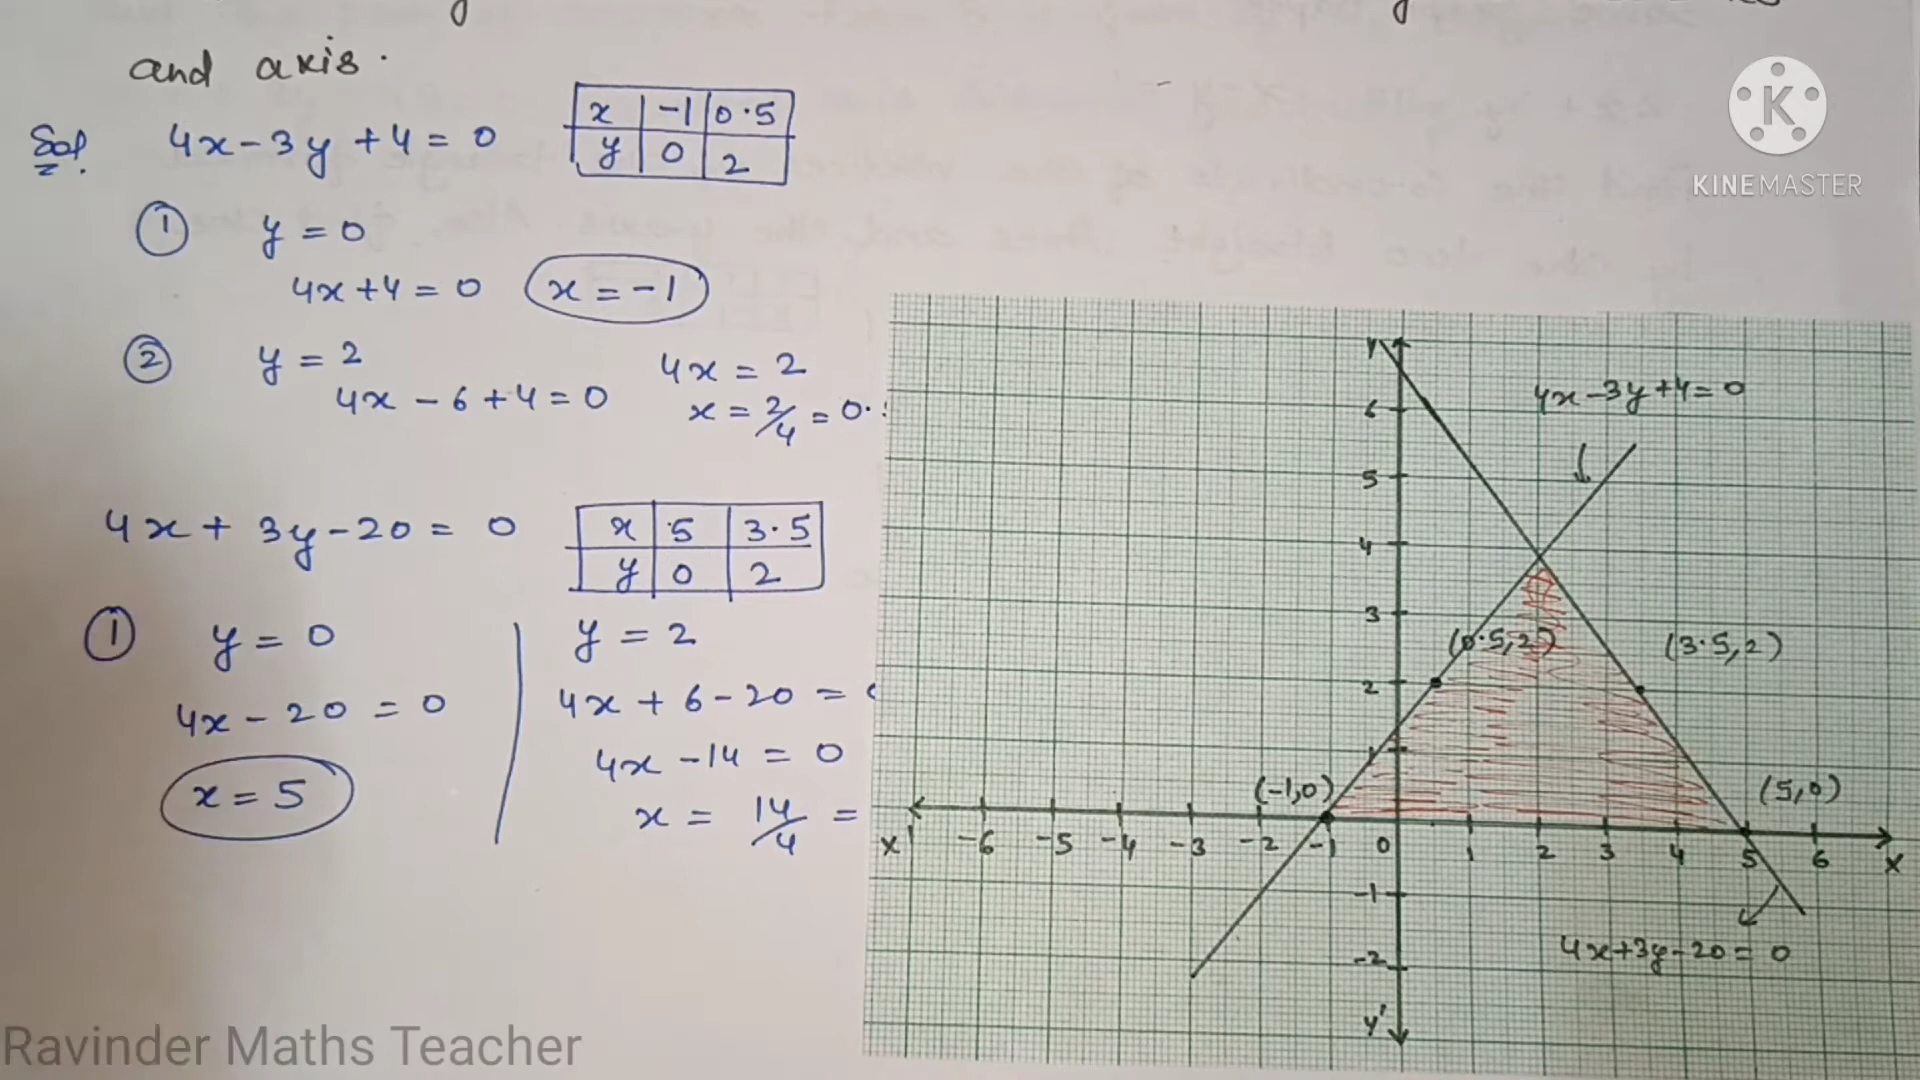 and axis.
Sol. 4x - 3y + 4 = 0
x -1 0.5
y 0 2
① y = 0
4x + 4 = 0 x = -1
② y = 2
4x - 6 + 4 = 0
4x = 2
x = 2/4 = 0.
4x + 3y - 20 = 0
x 5 3.5
y 0 2
① y = 0
4x - 20 = 0
x = 5
y = 2
4x + 6 - 20 =
4x - 14 = 0
x = 14/4 =
K
KINEMASTER
Y
4x - 3y + 4 = 0
6
5
4
3
(0.5, 2) (3.5, 2)
2
1
(-1, 0) (5, 0)
X' -6 -5 -4 -3 -2 -1 0 1 2 3 4 5 6 X
-1
4x + 3y - 20 = 0
-2
Y'
Ravinder Maths Teacher